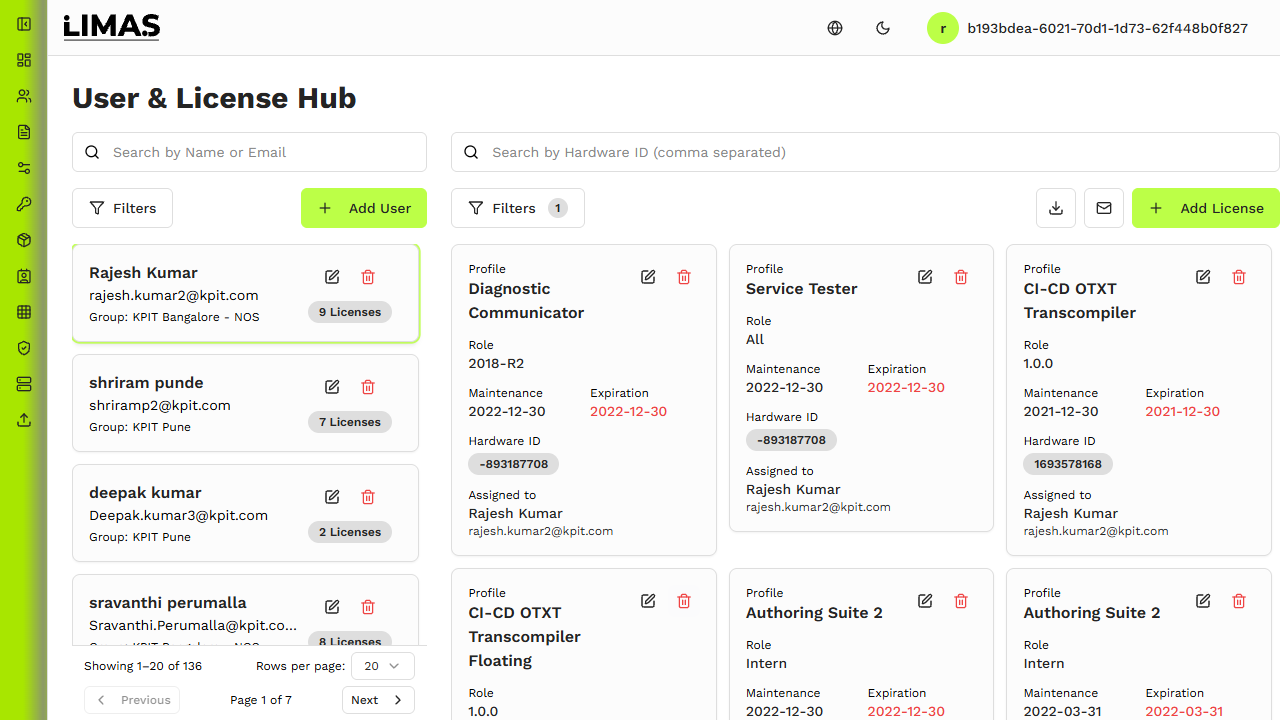 LIMAS
r
b193bdea-6021-70d1-1d73-62f448b0f827
User & License Hub
Search by Name or Email
Search by Hardware ID (comma separated)
Filters
Add User
Filters 1
Add License
Rajesh Kumar
rajesh.kumar2@kpit.com
Group: KPIT Bangalore - NOS
9 Licenses
shriram punde
shriramp2@kpit.com
Group: KPIT Pune
7 Licenses
deepak kumar
Deepak.kumar3@kpit.com
Group: KPIT Pune
2 Licenses
sravanthi perumalla
Sravanthi.Perumalla@kpit.co...
Group: KPIT Bangalore - NOS
8 Licenses
Showing 1–20 of 136
Rows per page: 20
Previous
Page 1 of 7
Next
Profile
Diagnostic
Communicator
Role
2018-R2
Maintenance Expiration
2022-12-30 2022-12-30
Hardware ID
-893187708
Assigned to
Rajesh Kumar
rajesh.kumar2@kpit.com
Profile
Service Tester
Role
All
Maintenance Expiration
2022-12-30 2022-12-30
Hardware ID
-893187708
Assigned to
Rajesh Kumar
rajesh.kumar2@kpit.com
Profile
CI-CD OTXT
Transcompiler
Role
1.0.0
Maintenance Expiration
2021-12-30 2021-12-30
Hardware ID
1693578168
Assigned to
Rajesh Kumar
rajesh.kumar2@kpit.com
Profile
CI-CD OTXT
Transcompiler
Floating
Role
1.0.0
Profile
Authoring Suite 2
Role
Intern
Maintenance Expiration
2022-12-30 2022-12-30
Profile
Authoring Suite 2
Role
Intern
Maintenance Expiration
2022-03-31 2022-03-31